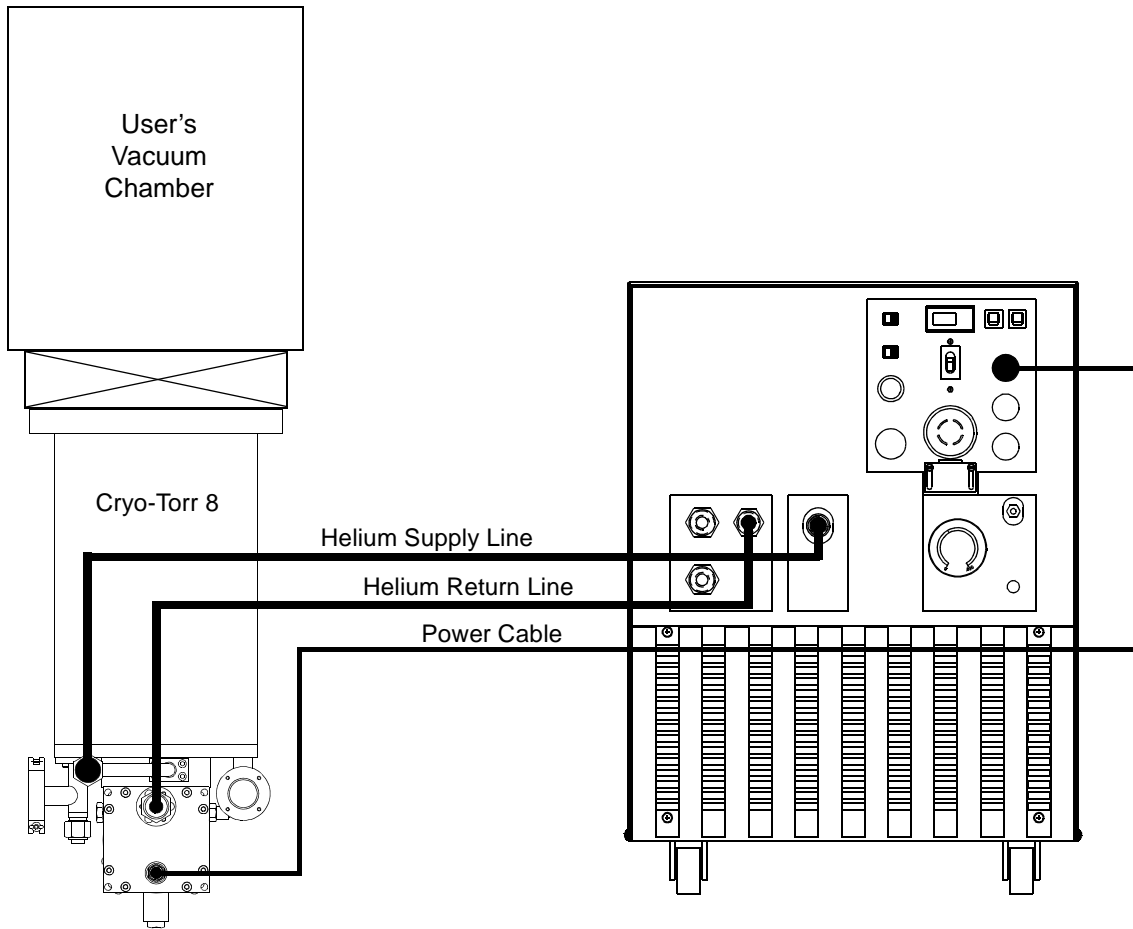 User's
Vacuum
Chamber
Cryo-Torr 8
Helium Supply Line
Helium Return Line
Power Cable